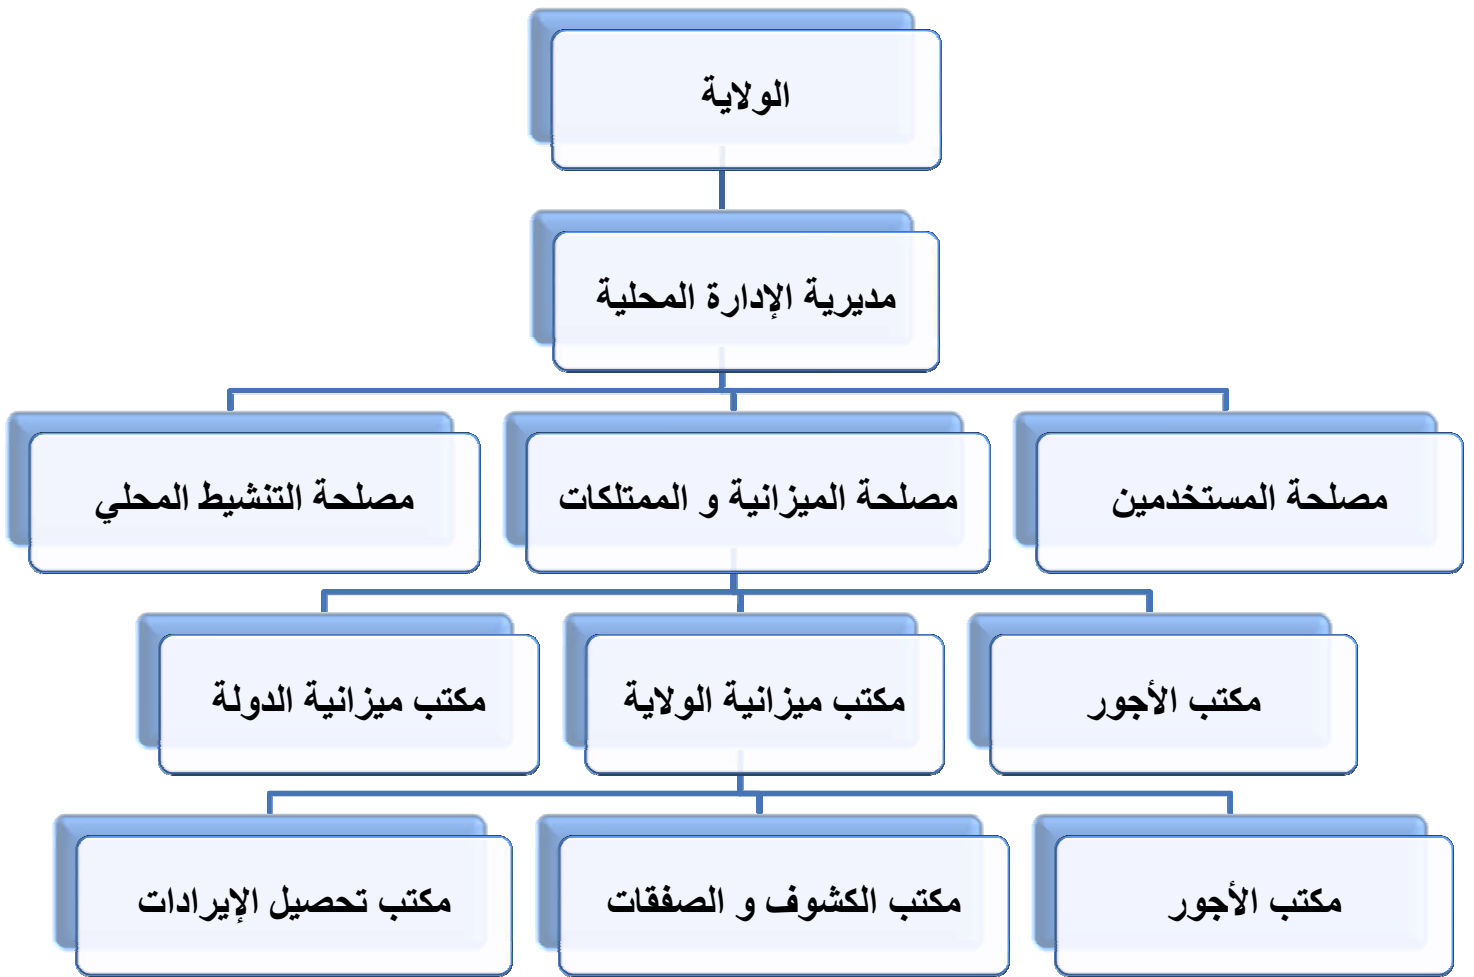 الولاية
مديرية الإدارة المحلية
مصلحة المستخدمين
مصلحة الميزانية و الممتلكات
مصلحة التنشيط المحلي
مكتب الأجور
مكتب ميزانية الولاية
مكتب ميزانية الدولة
مكتب الأجور
مكتب الكشوف و الصفقات
مكتب تحصيل الإيرادات